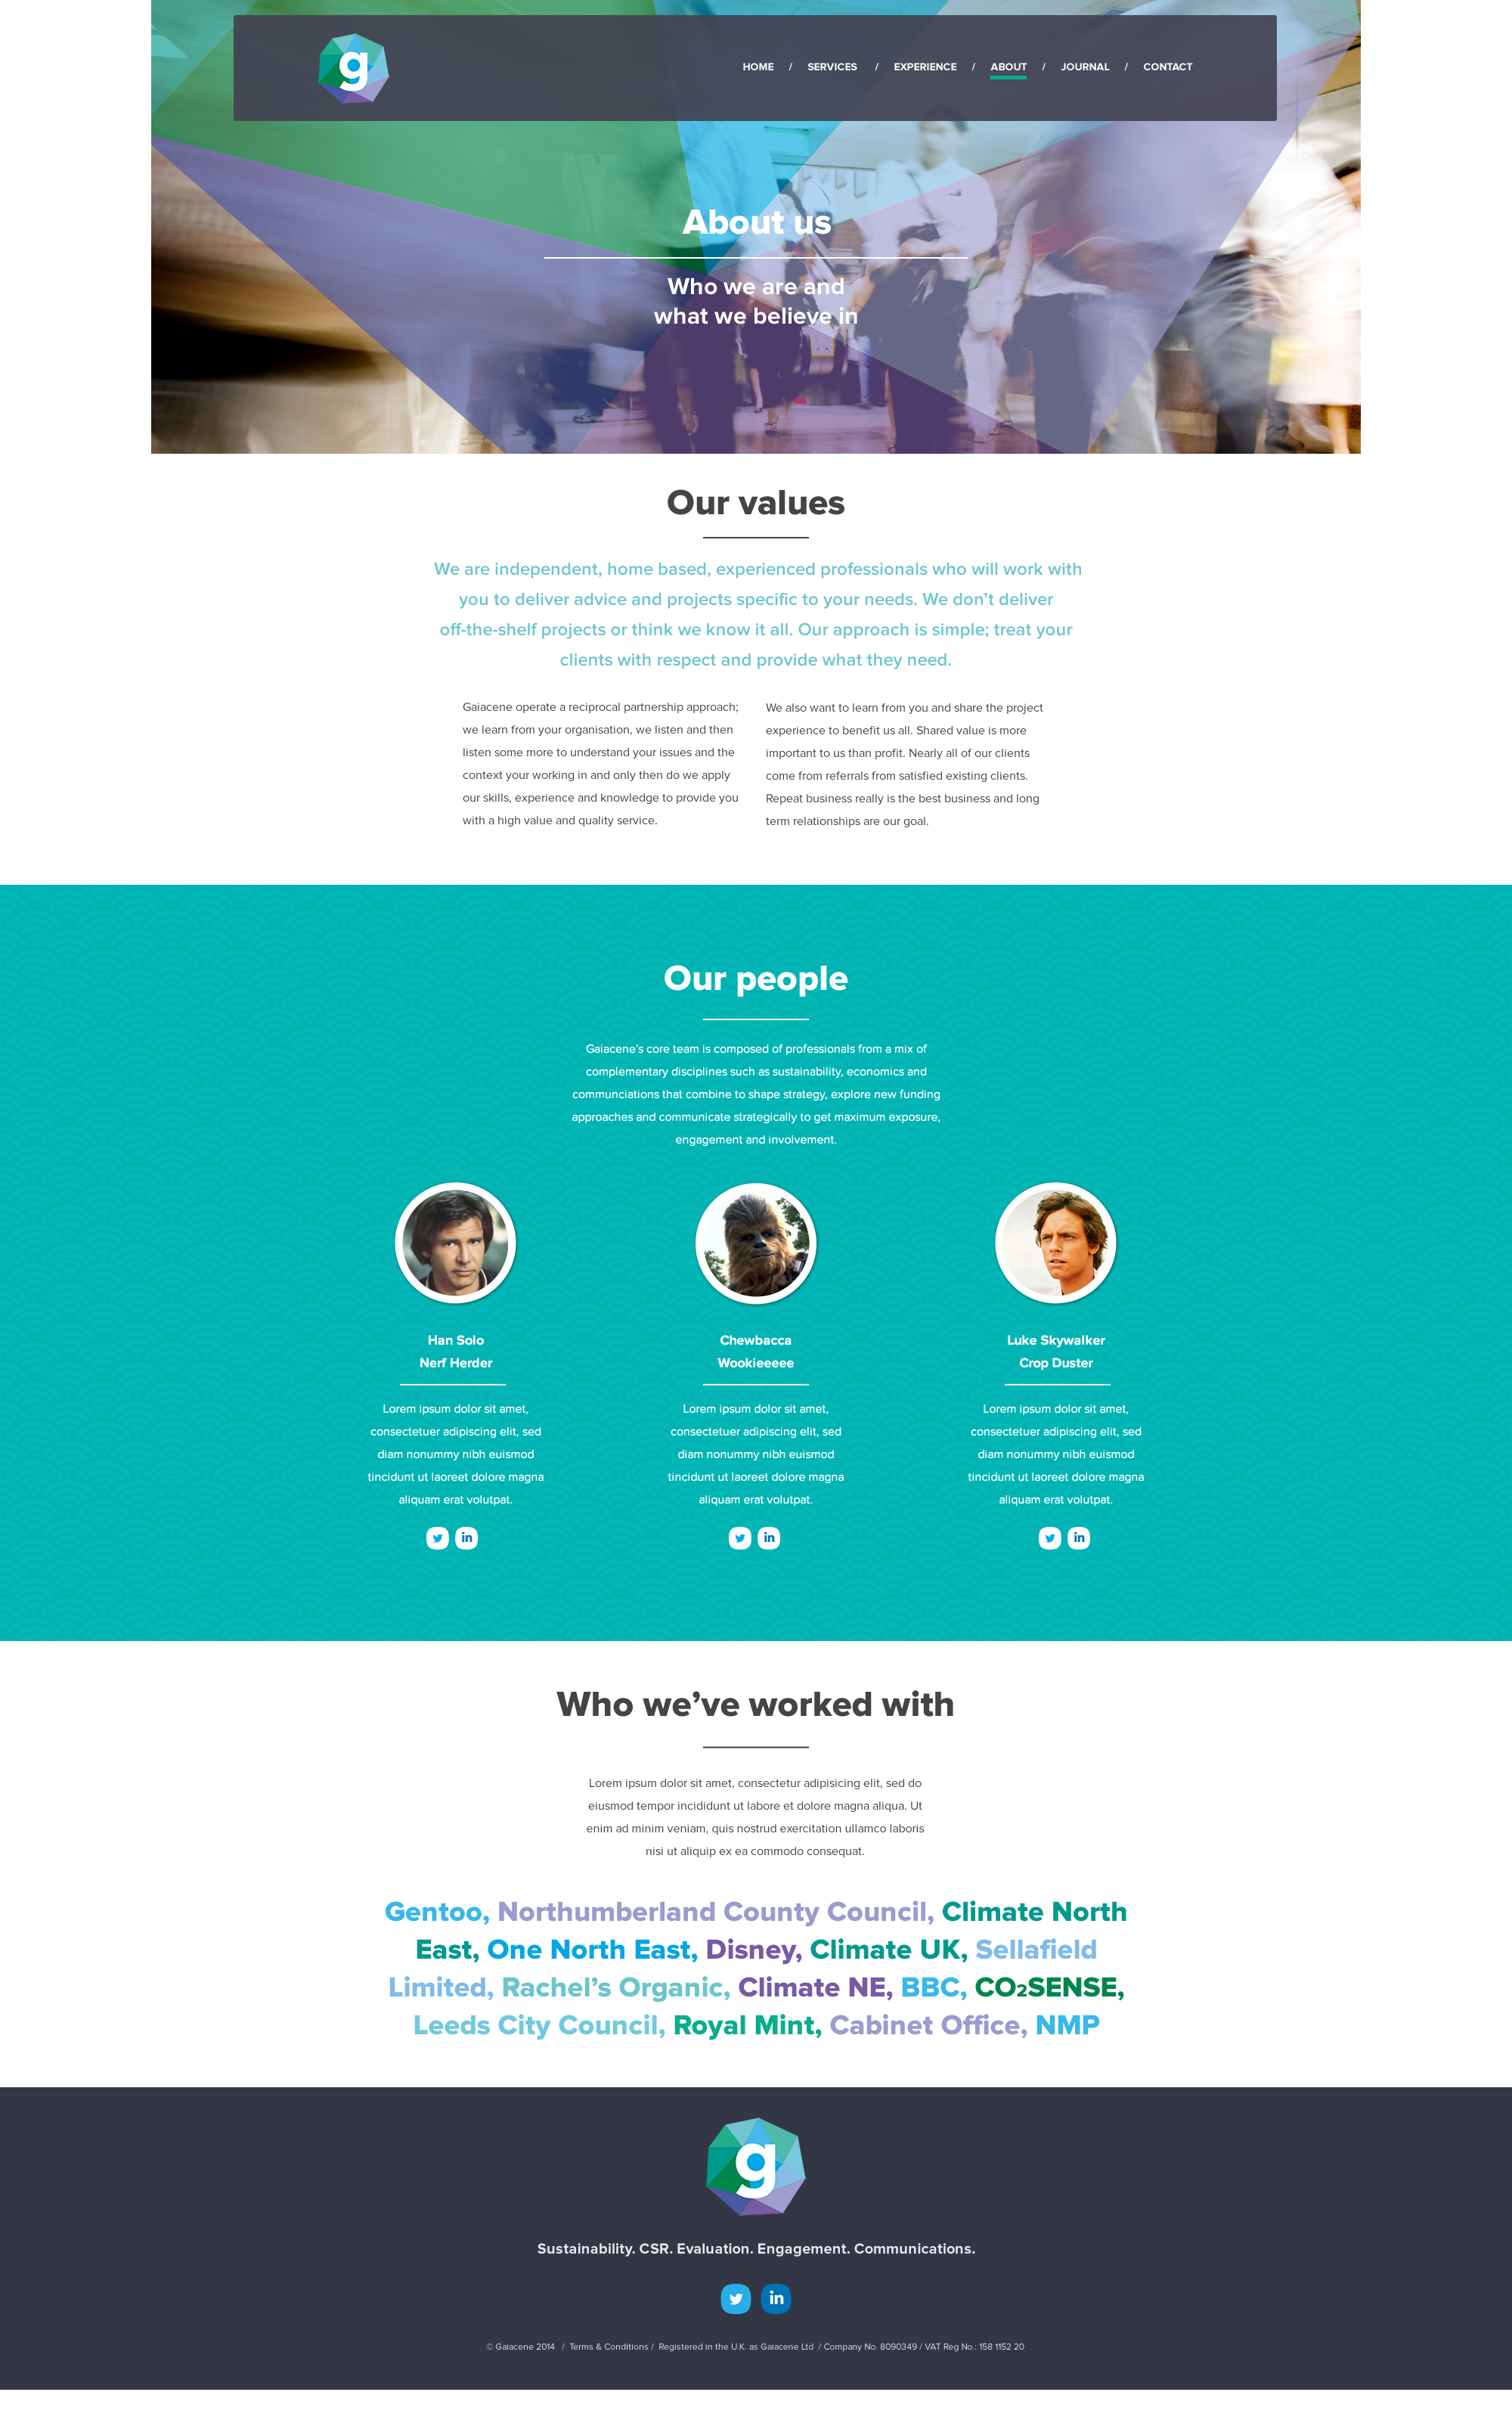 g
HOME / SERVICES / EXPERIENCE / ABOUT / JOURNAL / CONTACT
About us
Who we are and
what we believe in
Our values
We are independent, home based, experienced professionals who will work with
you to deliver advice and projects specific to your needs. We don’t deliver
off-the-shelf projects or think we know it all. Our approach is simple; treat your
clients with respect and provide what they need.
Gaiacene operate a reciprocal partnership approach;
we learn from your organisation, we listen and then
listen some more to understand your issues and the
context your working in and only then do we apply
our skills, experience and knowledge to provide you
with a high value and quality service.
We also want to learn from you and share the project
experience to benefit us all. Shared value is more
important to us than profit. Nearly all of our clients
come from referrals from satisfied existing clients.
Repeat business really is the best business and long
term relationships are our goal.
Our people
Gaiacene’s core team is composed of professionals from a mix of
complementary disciplines such as sustainability, economics and
communciations that combine to shape strategy, explore new funding
approaches and communicate strategically to get maximum exposure,
engagement and involvement.
Han Solo
Nerf Herder
Lorem ipsum dolor sit amet,
consectetuer adipiscing elit, sed
diam nonummy nibh euismod
tincidunt ut laoreet dolore magna
aliquam erat volutpat.
in
Chewbacca
Wookieeeee
Lorem ipsum dolor sit amet,
consectetuer adipiscing elit, sed
diam nonummy nibh euismod
tincidunt ut laoreet dolore magna
aliquam erat volutpat.
in
Luke Skywalker
Crop Duster
Lorem ipsum dolor sit amet,
consectetuer adipiscing elit, sed
diam nonummy nibh euismod
tincidunt ut laoreet dolore magna
aliquam erat volutpat.
in
Who we’ve worked with
Lorem ipsum dolor sit amet, consectetur adipisicing elit, sed do
eiusmod tempor incididunt ut labore et dolore magna aliqua. Ut
enim ad minim veniam, quis nostrud exercitation ullamco laboris
nisi ut aliquip ex ea commodo consequat.
Gentoo, Northumberland County Council, Climate North
East, One North East, Disney, Climate UK, Sellafield
Limited, Rachel’s Organic, Climate NE, BBC, CO₂SENSE,
Leeds City Council, Royal Mint, Cabinet Office, NMP
g
Sustainability. CSR. Evaluation. Engagement. Communications.
in
© Gaiacene 2014 / Terms & Conditions / Registered in the U.K. as Gaiacene Ltd / Company No. 8090349 / VAT Reg No.: 158 1152 20